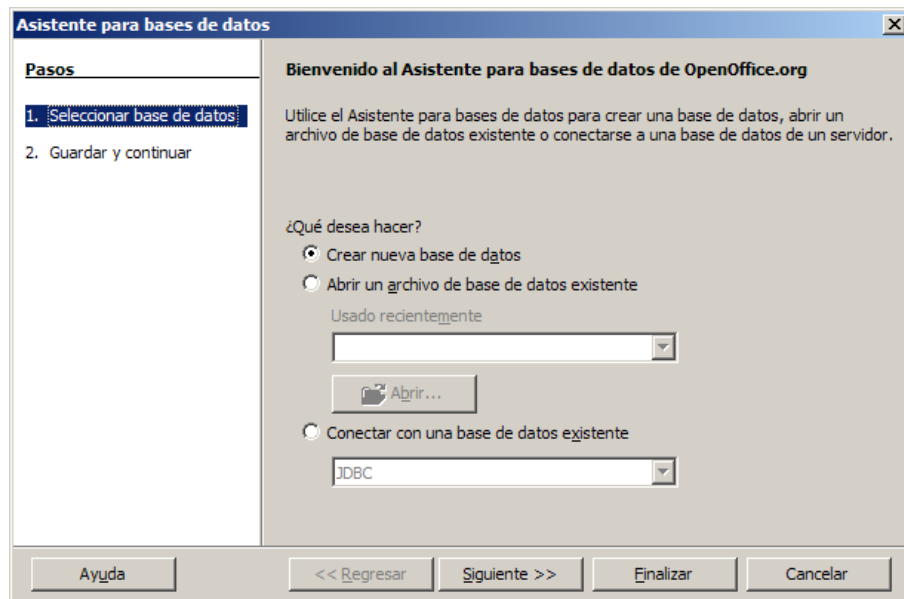 Asistente para bases de datos
Pasos
1. Seleccionar base de datos
2. Guardar y continuar
Bienvenido al Asistente para bases de datos de OpenOffice.org
Utilice el Asistente para bases de datos para crear una base de datos, abrir un
archivo de base de datos existente o conectarse a una base de datos de un servidor.
¿Qué desea hacer?
Crear nueva base de datos
Abrir un archivo de base de datos existente
Usado recientemente
Abrir...
Conectar con una base de datos existente
JDBC
Ayuda
<< Regresar
Siguiente >>
Finalizar
Cancelar